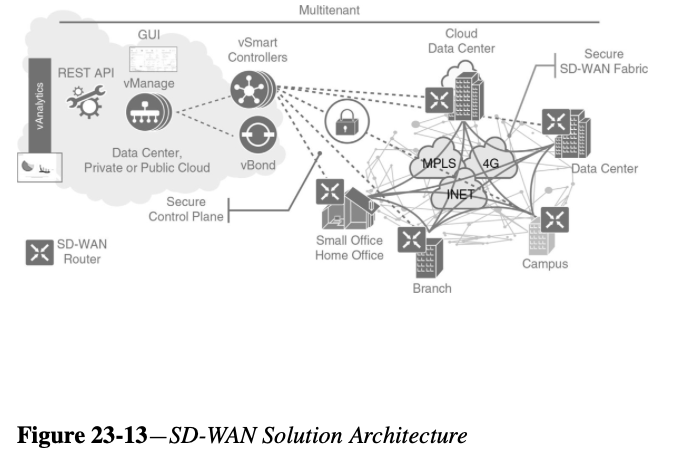 Multitenant
GUI
vSmart
Controllers
Cloud
Data Center
Secure
SD-WAN Fabric
REST API
vManage
vAnalytics
MPLS
4G
INET
Data Center
Data Center,
Private or Public Cloud
vBond
Secure
Control Plane
SD-WAN
Router
Small Office
Home Office
Campus
Branch
Figure 23-13—SD-WAN Solution Architecture